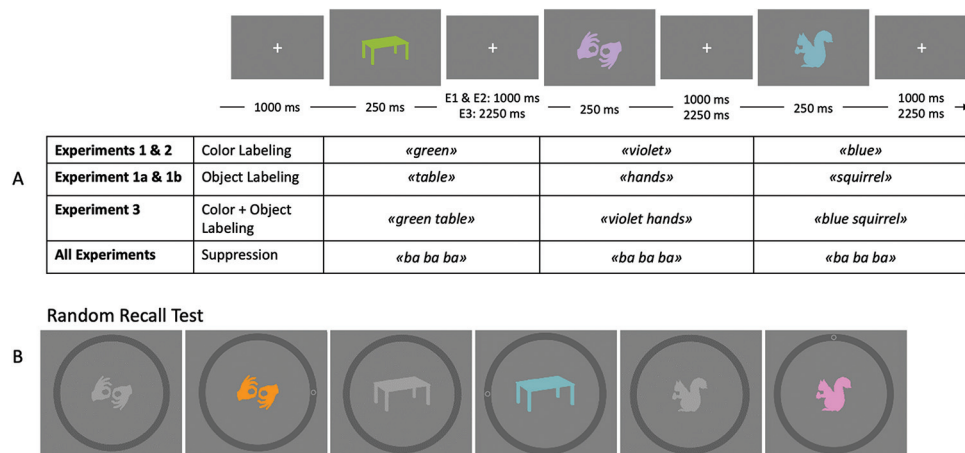 + + + +
1000 ms 250 ms E1 & E2: 1000 ms 250 ms 1000 ms 250 ms 1000 ms
E3: 2250 ms 2250 ms 2250 ms
A
Experiments 1 & 2 Color Labeling «green» «violet» «blue»
Experiment 1a & 1b Object Labeling «table» «hands» «squirrel»
Experiment 3 Color + Object «green table» «violet hands» «blue squirrel»
Labeling
All Experiments Suppression «ba ba ba» «ba ba ba» «ba ba ba»
Random Recall Test
B